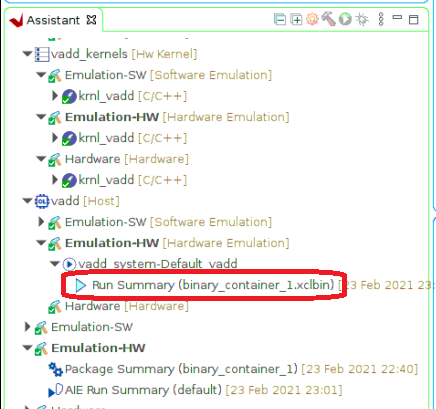 Assistant
vadd_kernels [Hw Kernel]
Emulation-SW [Software Emulation]
krnl_vadd [C/C++]
Emulation-HW [Hardware Emulation]
krnl_vadd [C/C++]
Hardware [Hardware]
krnl_vadd [C/C++]
vadd [Host]
Emulation-SW [Software Emulation]
Emulation-HW [Hardware Emulation]
vadd_system-Default_vadd
Run Summary (binary_container_1.xclbin) [23 Feb 2021 23:
Hardware [Hardware]
Emulation-SW
Emulation-HW
Package Summary (binary_container_1) [23 Feb 2021 22:40]
AIE Run Summary (default) [23 Feb 2021 23:01]